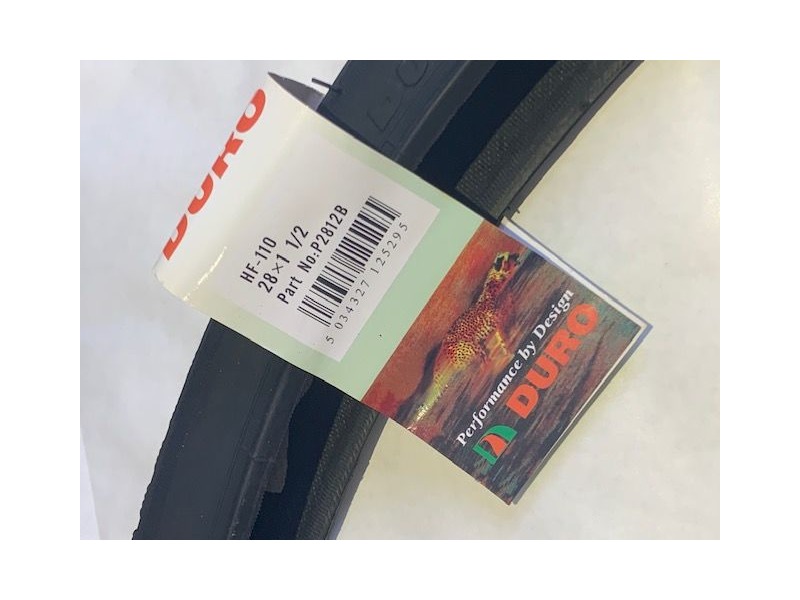 DURO
HF-110
28×1 1/2
Part No:P2812B
5 034327 125295
Performance by Design
DURO